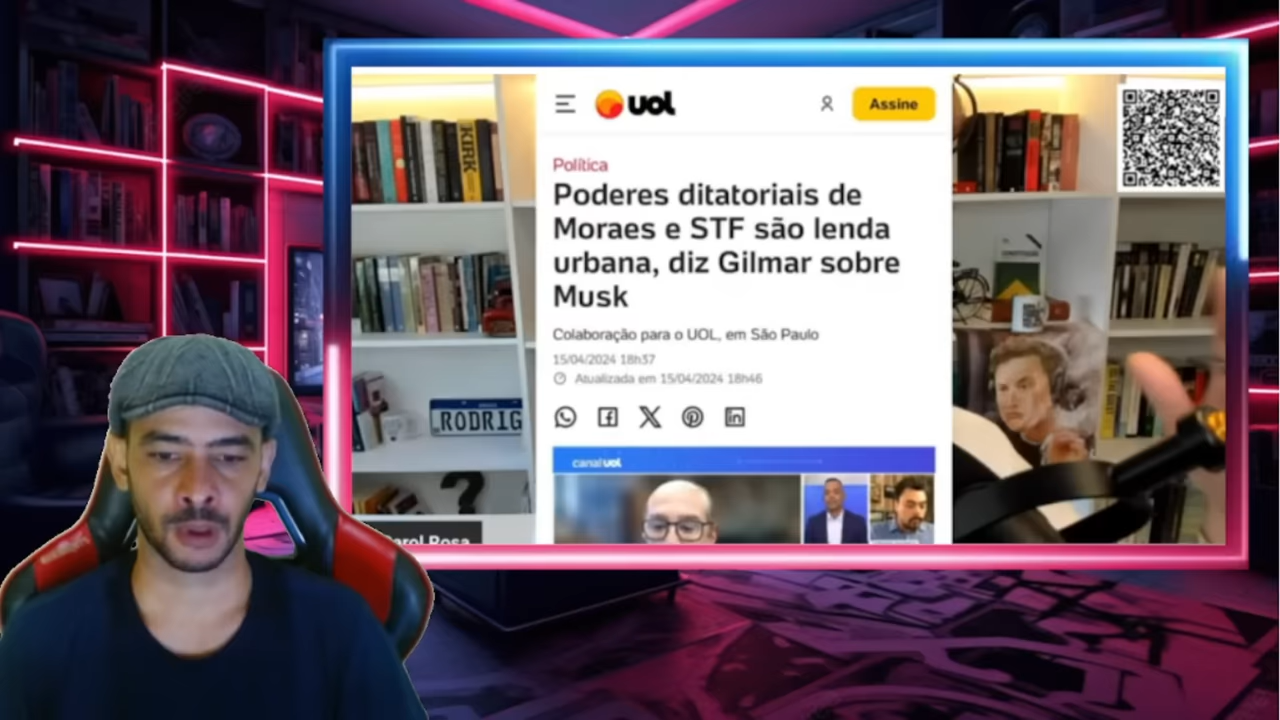 uol
Assine
Política
Poderes ditatoriais de
Moraes e STF são lenda
urbana, diz Gilmar sobre
Musk
Colaboração para o UOL, em São Paulo
15/04/2024 18h37
Atualizada em 15/04/2024 18h46
canal uol
KIRK
RODRIG
?
arol Rosa